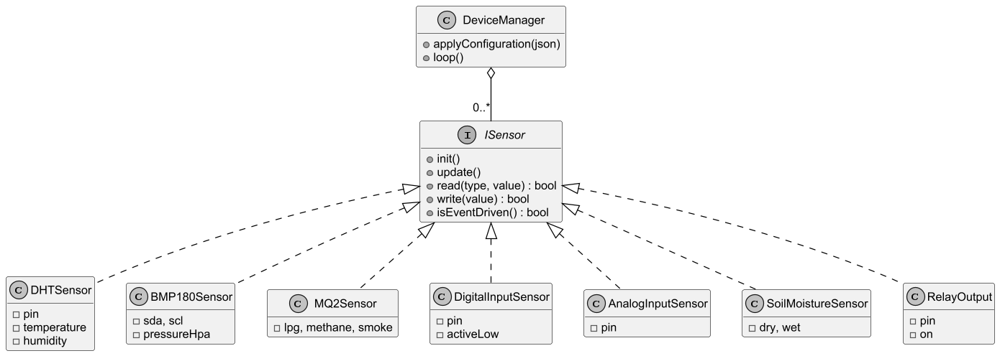 C DeviceManager
applyConfiguration(json)
loop()
0..*
I ISensor
init()
update()
read(type, value) : bool
write(value) : bool
isEventDriven() : bool
C DHTSensor
pin
temperature
humidity
C BMP180Sensor
sda, scl
pressureHpa
C MQ2Sensor
lpg, methane, smoke
C DigitalInputSensor
pin
activeLow
C AnalogInputSensor
pin
C SoilMoistureSensor
dry, wet
C RelayOutput
pin
on